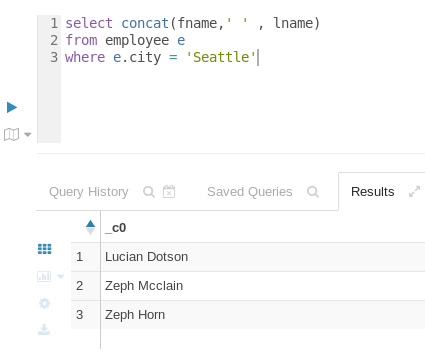 1 select concat(fname,' ' , lname)
2 from employee e
3 where e.city = 'Seattle'
Query History Saved Queries Results
_c0
1 Lucian Dotson
2 Zeph Mcclain
3 Zeph Horn